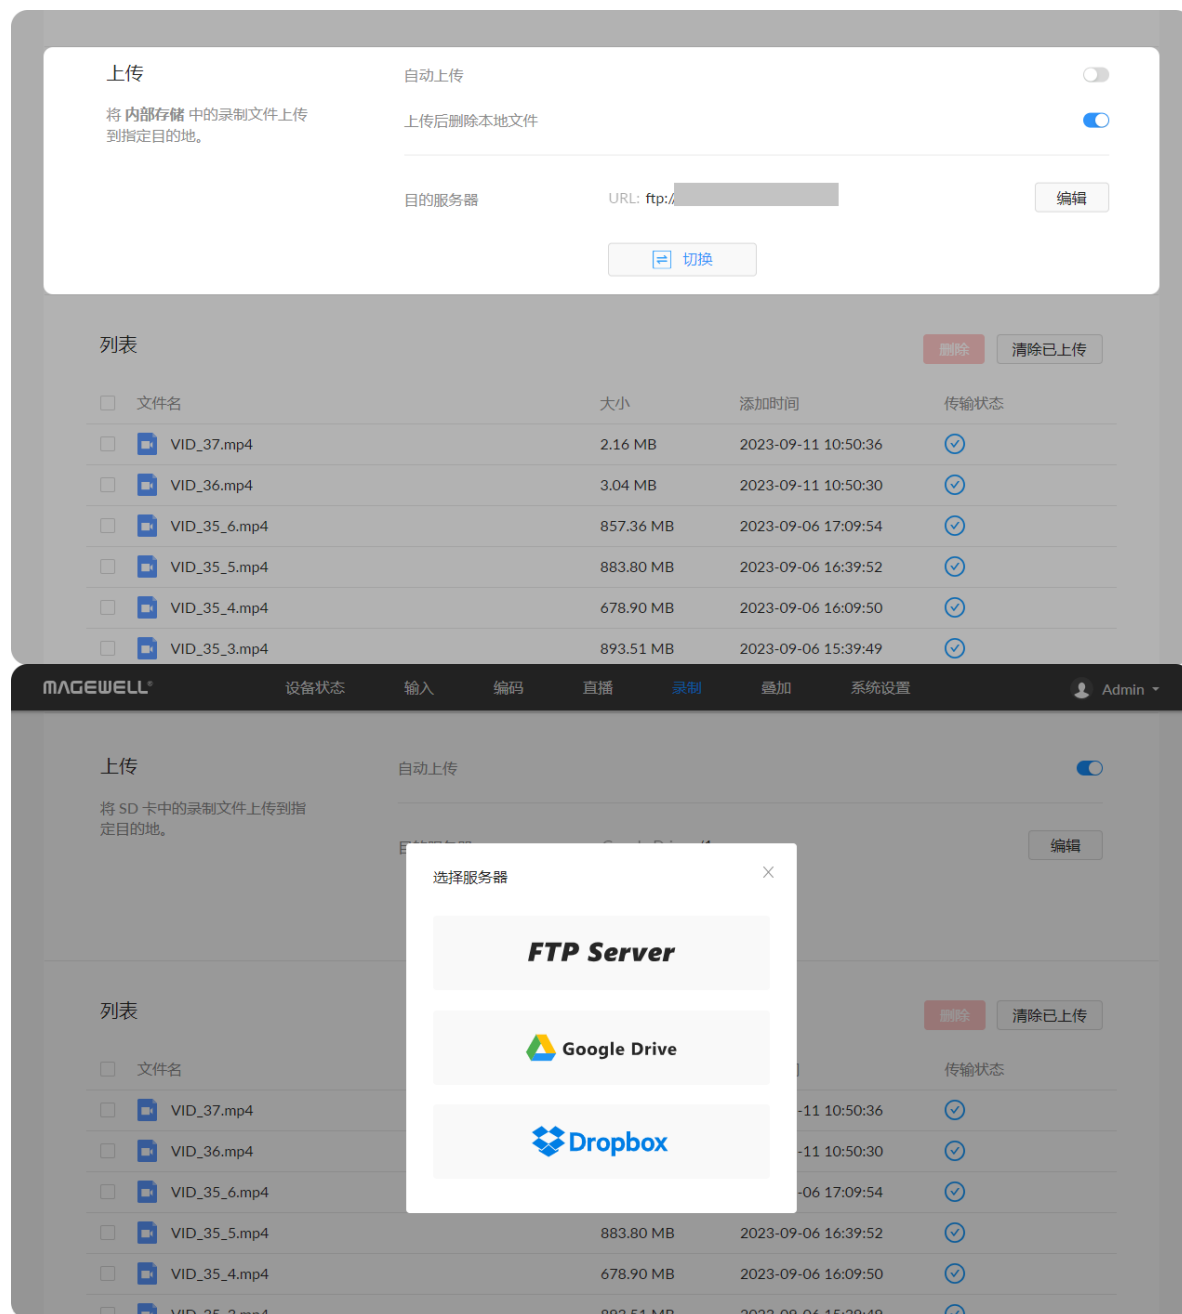 上传
自动上传
将 内部存储 中的录制文件上传
到指定目的地。
上传后删除本地文件
目的服务器
URL: ftp:/
编辑
切换
列表
删除
清除已上传
文件名 大小 添加时间 传输状态
VID_37.mp4 2.16 MB 2023-09-11 10:50:36
VID_36.mp4 3.04 MB 2023-09-11 10:50:30
VID_35_6.mp4 857.36 MB 2023-09-06 17:09:54
VID_35_5.mp4 883.80 MB 2023-09-06 16:39:52
VID_35_4.mp4 678.90 MB 2023-09-06 16:09:50
VID_35_3.mp4 893.51 MB 2023-09-06 15:39:49
MAGEWELL® 设备状态 输入 编码 直播 录制 叠加 系统设置 Admin
上传
自动上传
将 SD 卡中的录制文件上传到指
定目的地。
编辑
选择服务器
FTP Server
Google Drive
Dropbox
列表
删除
清除已上传
文件名 传输状态
VID_37.mp4 -11 10:50:36
VID_36.mp4 -11 10:50:30
VID_35_6.mp4 -06 17:09:54
VID_35_5.mp4 883.80 MB 2023-09-06 16:39:52
VID_35_4.mp4 678.90 MB 2023-09-06 16:09:50
VID_35_3.mp4 893.51 MB 2023-09-06 15:39:49